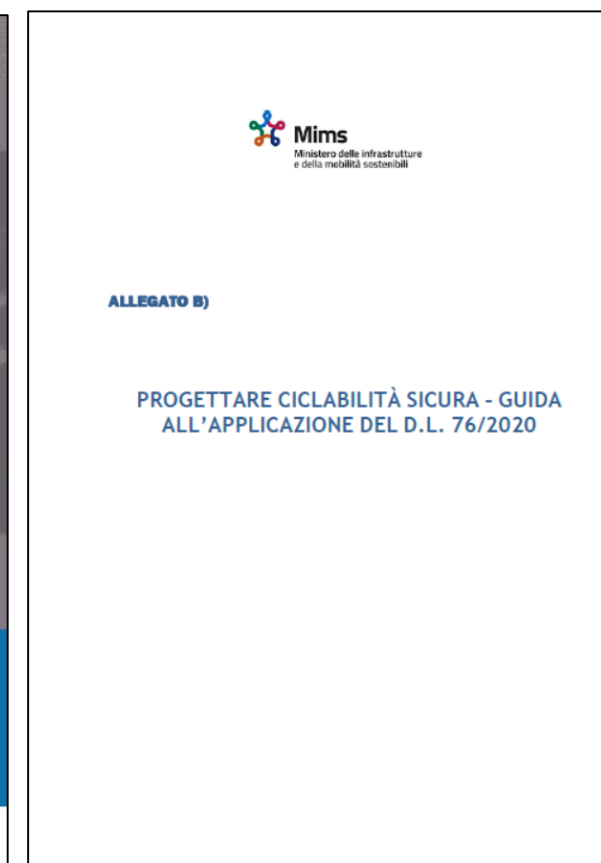 Mims
Ministero delle infrastrutture
e della mobilità sostenibili
ALLEGATO B)
PROGETTARE CICLABILITÀ SICURA - GUIDA
ALL'APPLICAZIONE DEL D.L. 76/2020